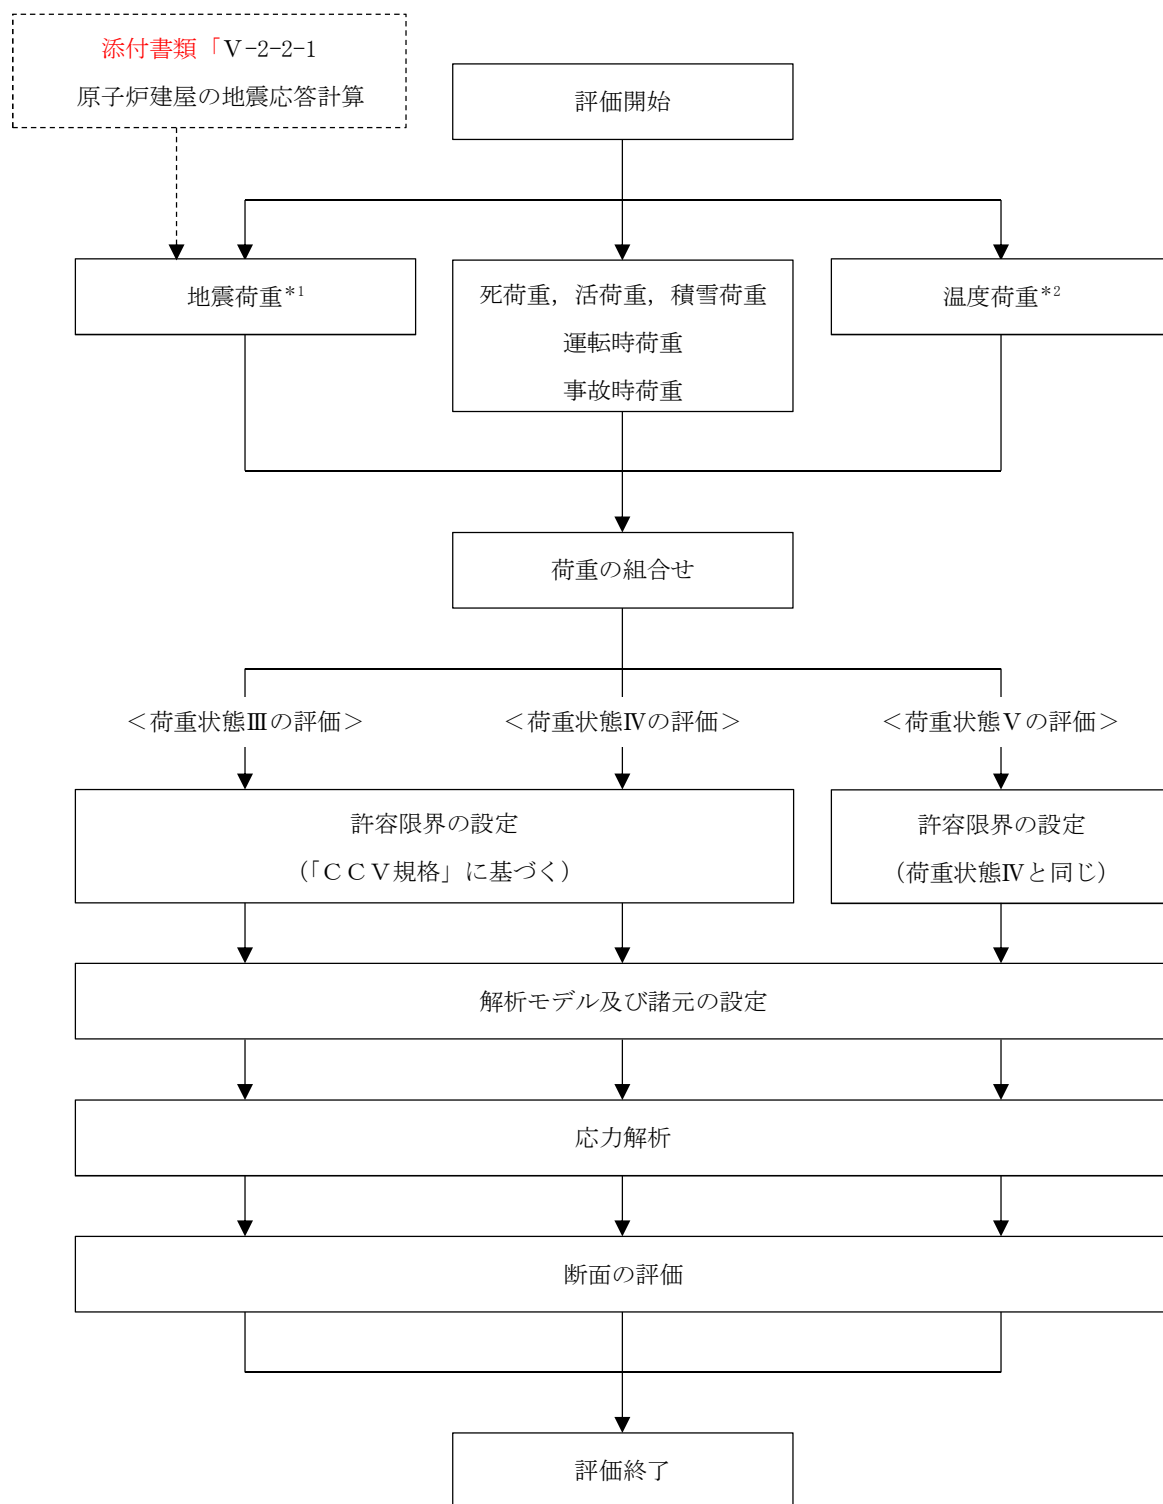 添付書類「Ⅴ-2-2-1
原子炉建屋の地震応答計算
評価開始
地震荷重*1
死荷重，活荷重，積雪荷重
運転時荷重
事故時荷重
温度荷重*2
荷重の組合せ
＜荷重状態Ⅲの評価＞
＜荷重状態Ⅳの評価＞
＜荷重状態Ⅴの評価＞
許容限界の設定
（「ＣＣＶ規格」に基づく）
許容限界の設定
（荷重状態Ⅳと同じ）
解析モデル及び諸元の設定
応力解析
断面の評価
評価終了